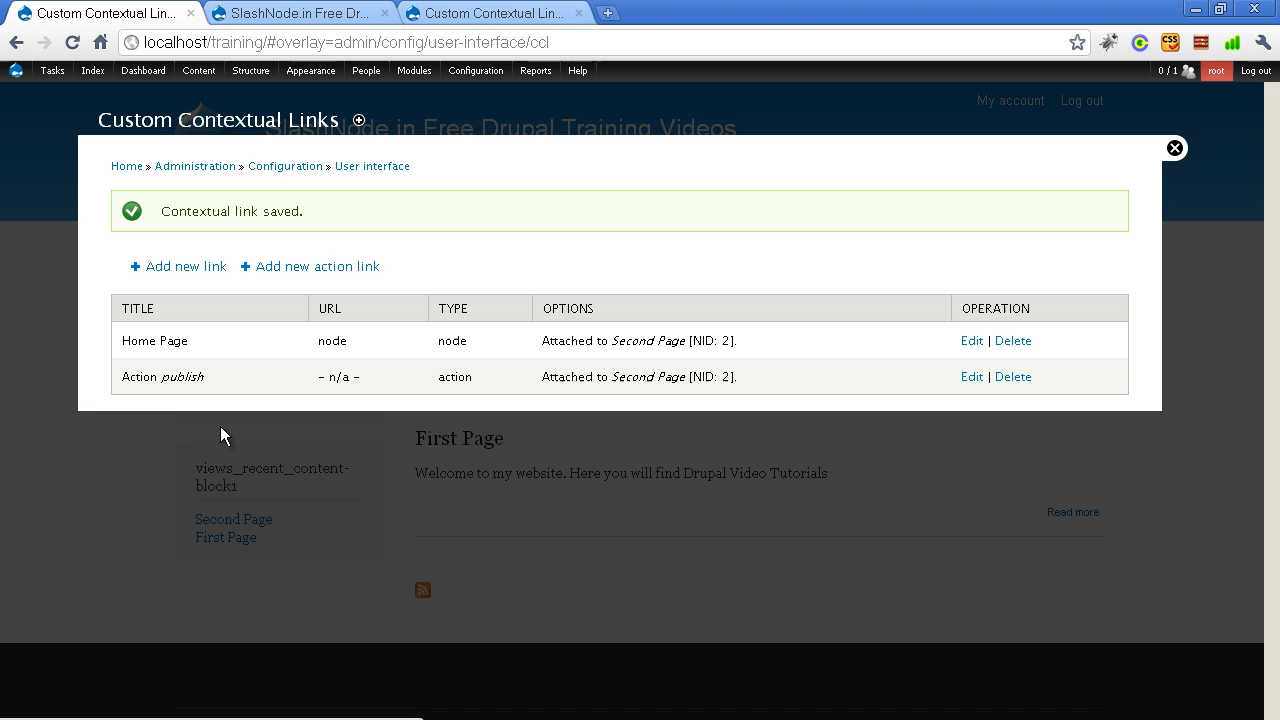 Custom Contextual Lin... SlashNode.in Free Dr... Custom Contextual Lin...
localhost/training/#overlay=admin/config/user-interface/ccl
Tasks Index Dashboard Content Structure Appearance People Modules Configuration Reports Help 0 / 1 root Log out
My account Log out
Custom Contextual Links
SlashNode.in Free Drupal Training Videos
Home » Administration » Configuration » User interface
Contextual link saved.
Add new link Add new action link
TITLE URL TYPE OPTIONS OPERATION
Home Page node node Attached to Second Page [NID: 2]. Edit | Delete
Action publish - n/a - action Attached to Second Page [NID: 2]. Edit | Delete
First Page
views_recent_content-
block1
Welcome to my website. Here you will find Drupal Video Tutorials
Read more
Second Page
First Page